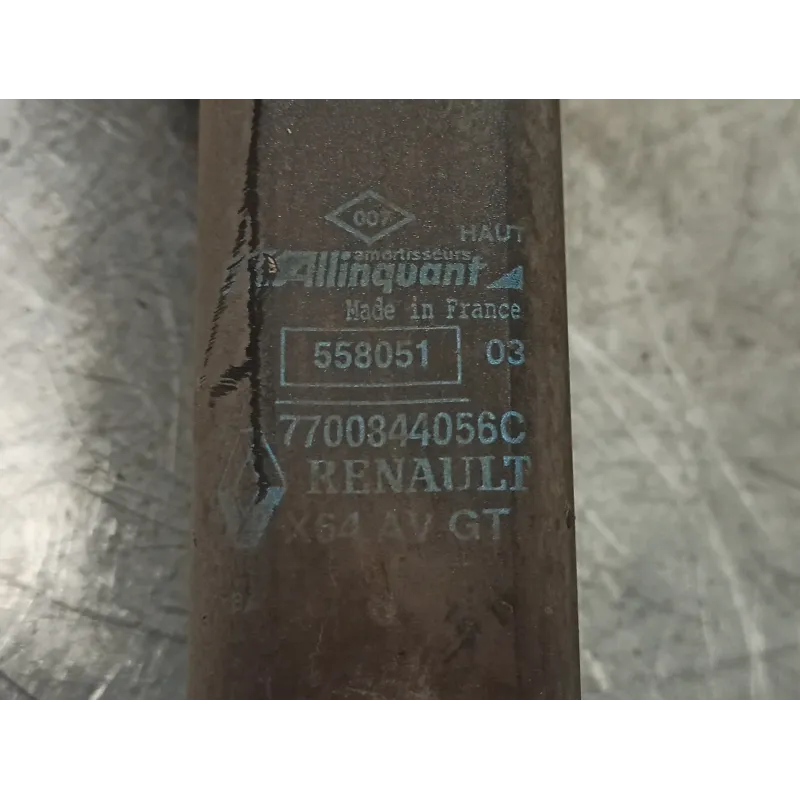 007
HAUT
amortisseurs
Allinquant
Made in France
558051 03
7700844056C
RENAULT
X64 AV GT